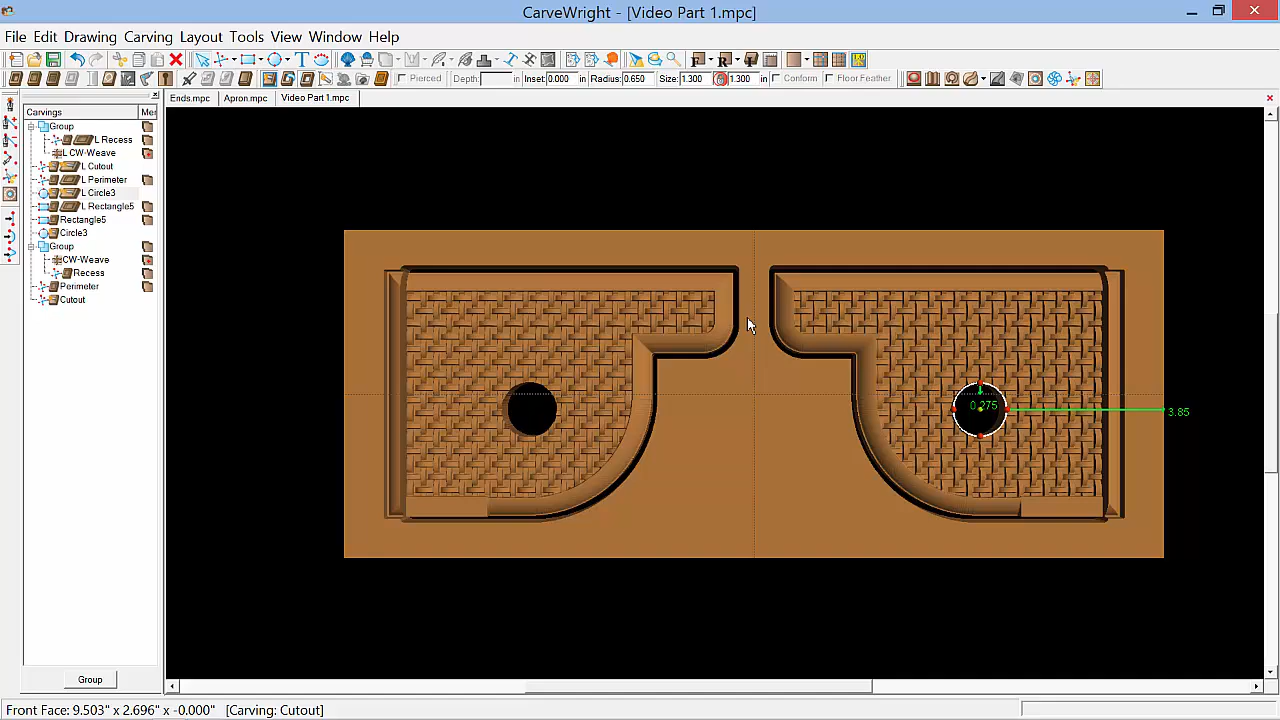 CarveWright - [Video Part 1.mpc]
File Edit Drawing Carving Layout Tools View Window Help
Pierced Depth: in Inset: 0.000 in Radius: 0.650 Size: 1.300 1.300 in Conform Floor Feather
Ends.mpc Apron.mpc Video Part 1.mpc
Carvings
Group
L Recess
L CW-Weave
L Cutout
L Perimeter
L Circle3
L Rectangle5
Rectangle5
Circle3
Group
CW-Weave
Recess
Perimeter
Cutout
0.275
3.85
Group
Front Face: 9.503" x 2.696" x -0.000" [Carving: Cutout]